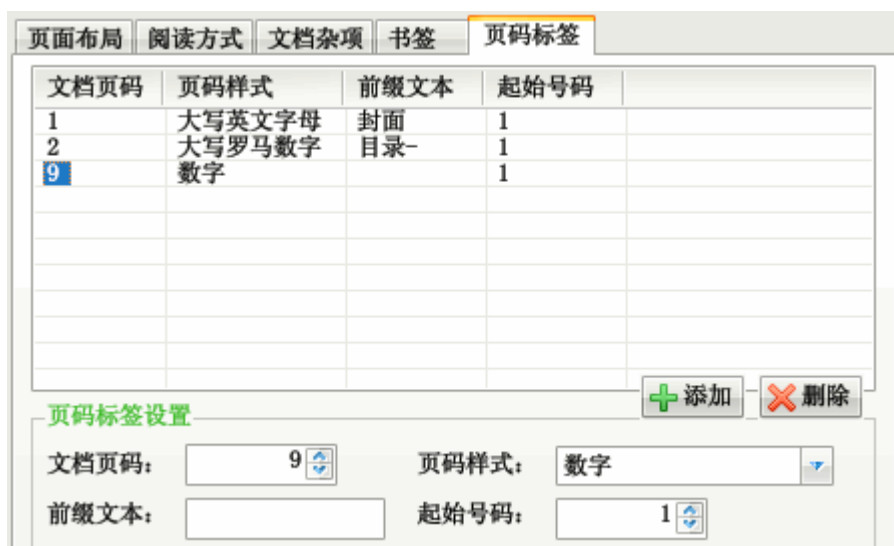 页面布局 阅读方式 文档杂项 书签 页码标签
文档页码 页码样式 前缀文本 起始号码
1 大写英文字母 封面 1
2 大写罗马数字 目录- 1
9 数字 1
添加 删除
页码标签设置
文档页码: 9 页码样式: 数字
前缀文本: 起始号码: 1